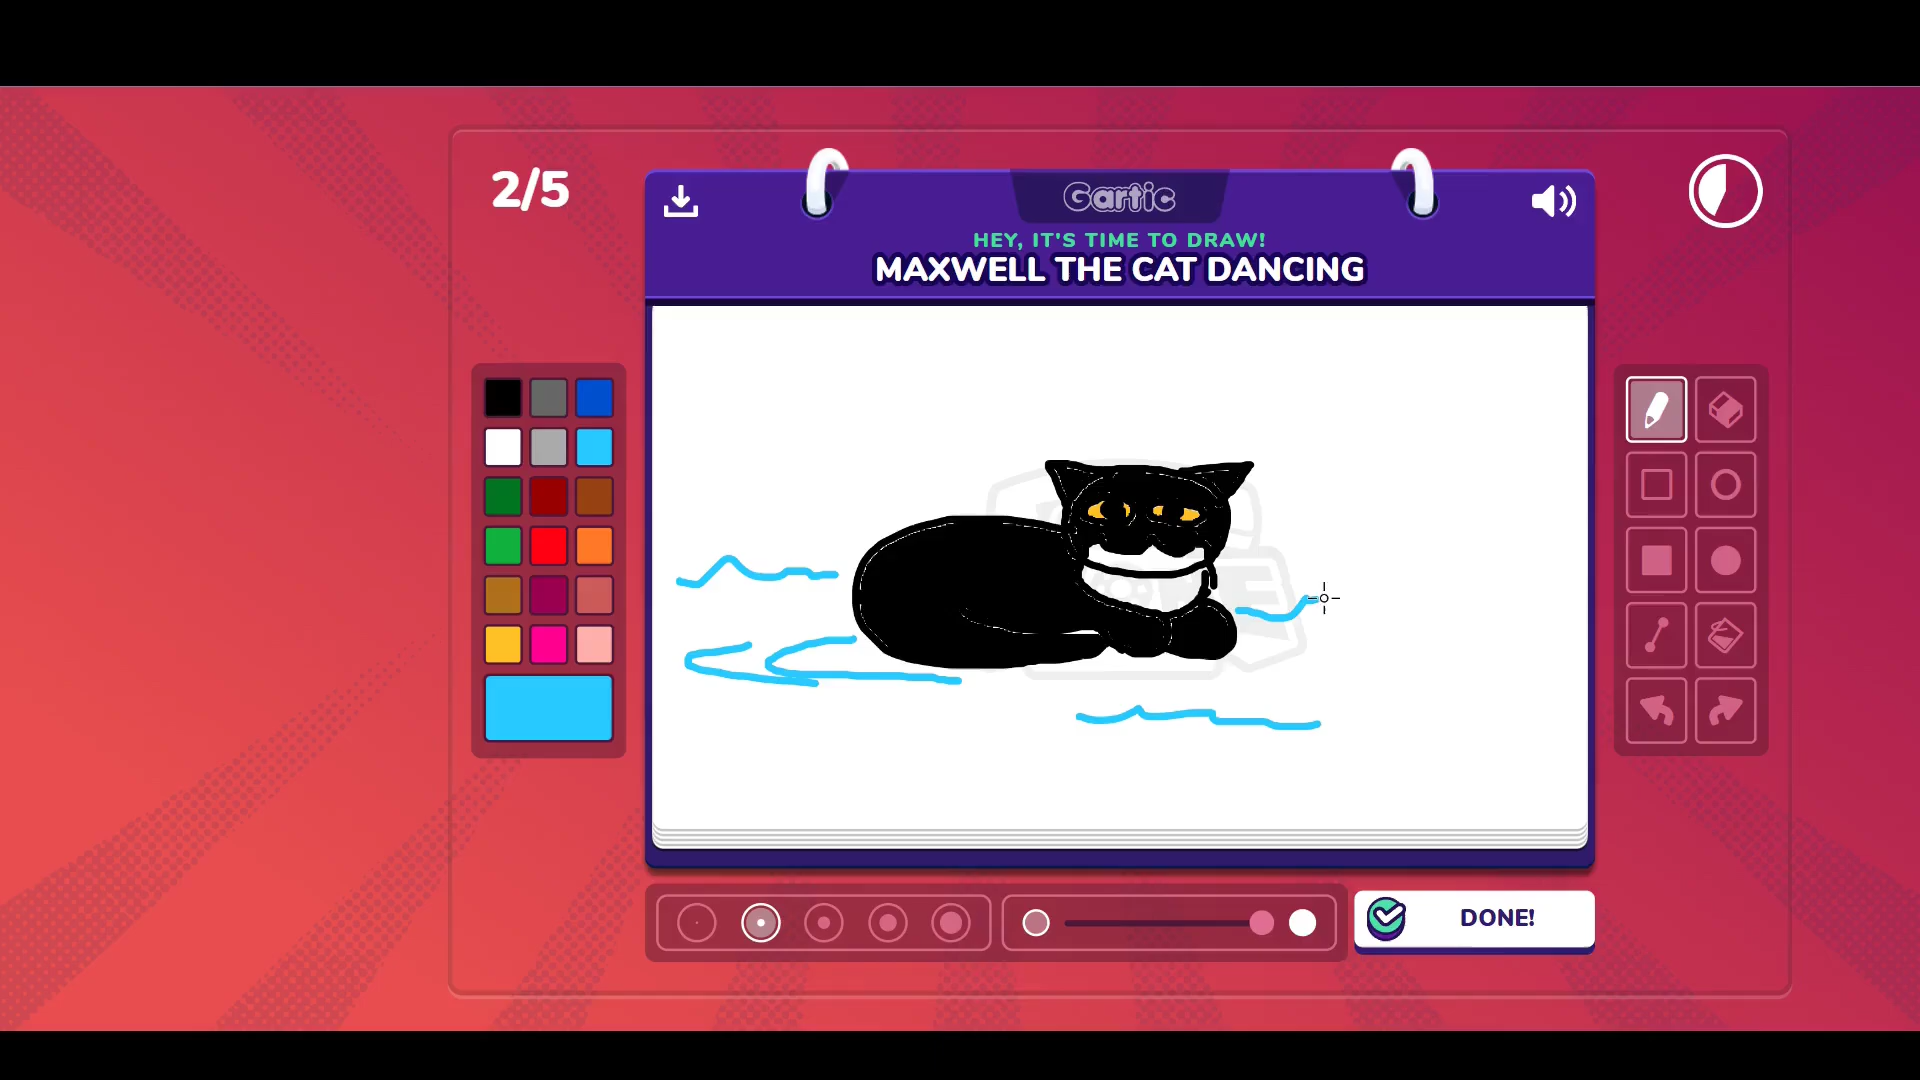 2/5
Gartic
HEY, IT'S TIME TO DRAW!
MAXWELL THE CAT DANCING
DONE!